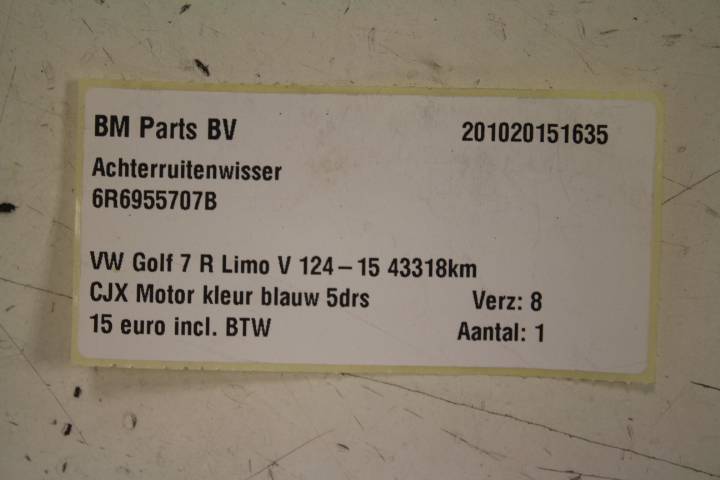 BM Parts BV 201020151635
Achterruitenwisser
6R6955707B
VW Golf 7 R Limo V 124-15 43318km
CJX Motor kleur blauw 5drs Verz: 8
15 euro incl. BTW Aantal: 1